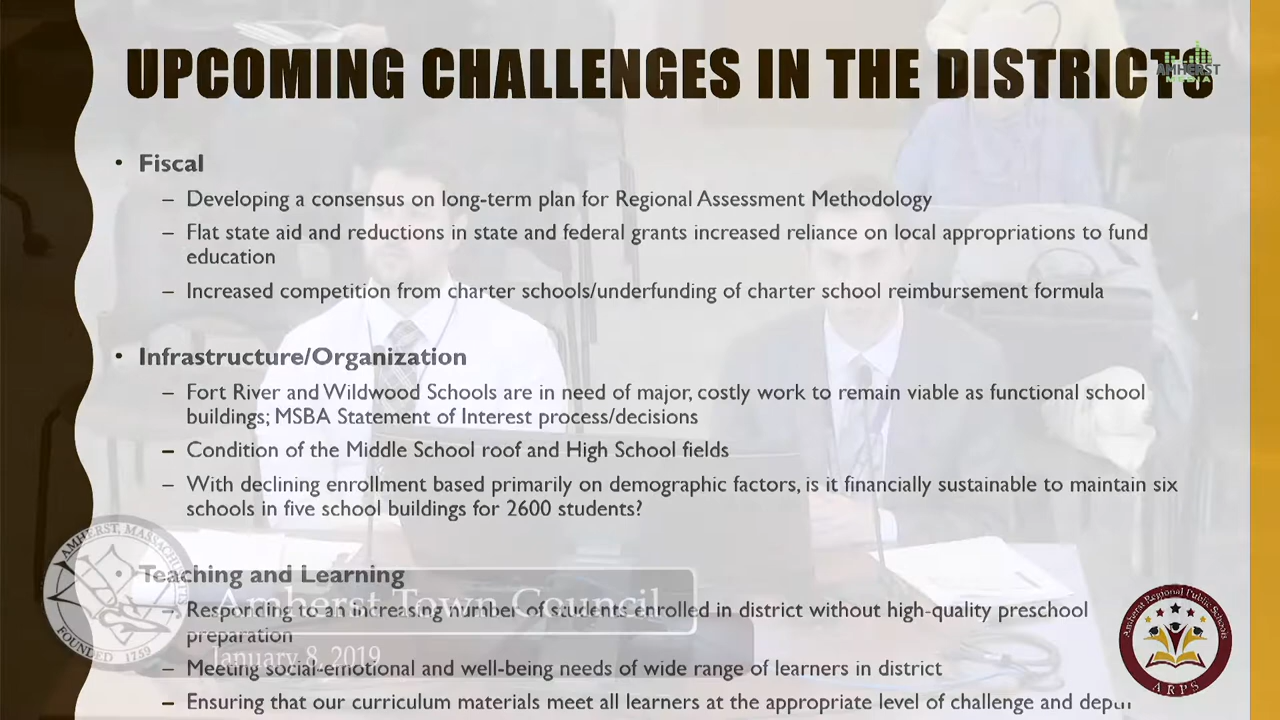 UPCOMING CHALLENGES IN THE DISTRICTS
AMHERST
MEDIA
• Fiscal
– Developing a consensus on long-term plan for Regional Assessment Methodology
– Flat state aid and reductions in state and federal grants increased reliance on local appropriations to fund
education
– Increased competition from charter schools/underfunding of charter school reimbursement formula
• Infrastructure/Organization
– Fort River and Wildwood Schools are in need of major, costly work to remain viable as functional school
buildings; MSBA Statement of Interest process/decisions
– Condition of the Middle School roof and High School fields
– With declining enrollment based primarily on demographic factors, is it financially sustainable to maintain six
schools in five school buildings for 2600 students?
Teaching and Learning
– Responding to an increasing number of students enrolled in district without high-quality preschool
preparation
– Meeting social-emotional and well-being needs of wide range of learners in district
– Ensuring that our curriculum materials meet all learners at the appropriate level of challenge and depth
Amherst Town Council
January 8, 2019
AMHERST, MASSACHUSETTS
FOUNDED 1759
Amherst Regional Public Schools
ARPS